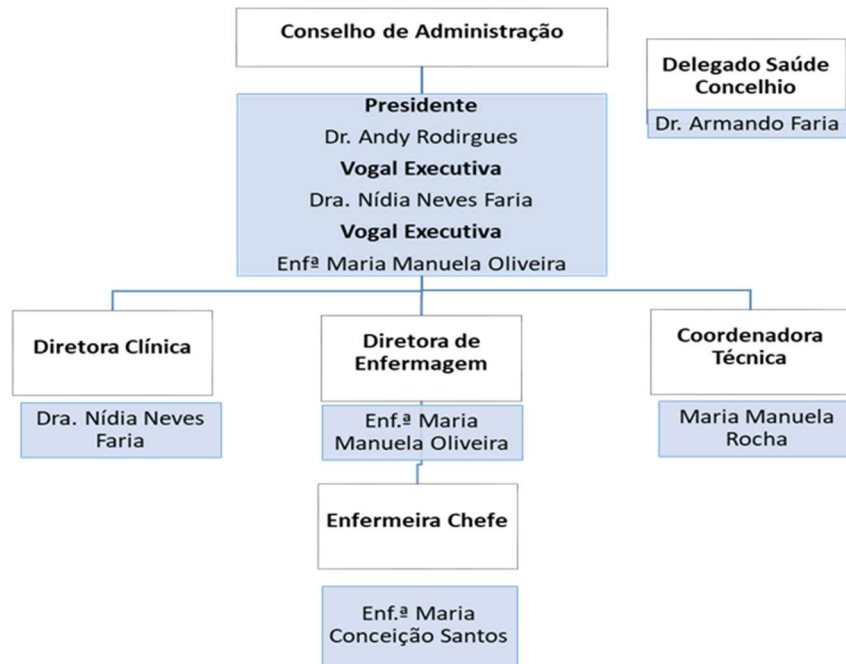 Conselho de Administração
Presidente
Dr. Andy Rodirgues
Vogal Executiva
Dra. Nídia Neves Faria
Vogal Executiva
Enfª Maria Manuela Oliveira
Delegado Saúde
Concelhio
Dr. Armando Faria
Diretora Clínica
Dra. Nídia Neves
Faria
Diretora de
Enfermagem
Enf.ª Maria
Manuela Oliveira
Coordenadora
Técnica
Maria Manuela
Rocha
Enfermeira Chefe
Enf.ª Maria
Conceição Santos